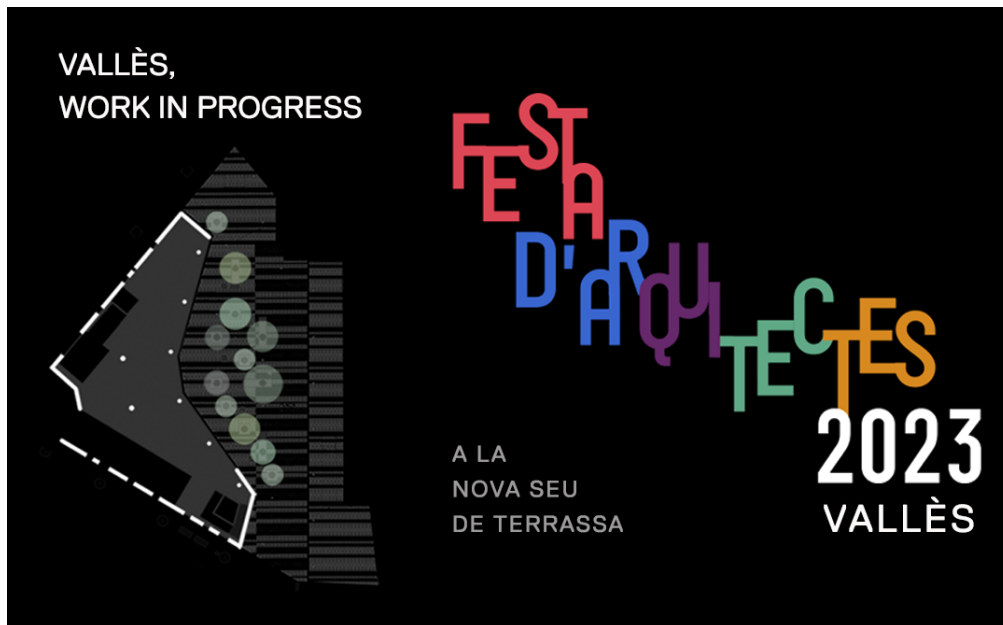 VALLÈS,
WORK IN PROGRESS
FESTA
D'ARQUITECTES
2023
VALLÈS
A LA
NOVA SEU
DE TERRASSA